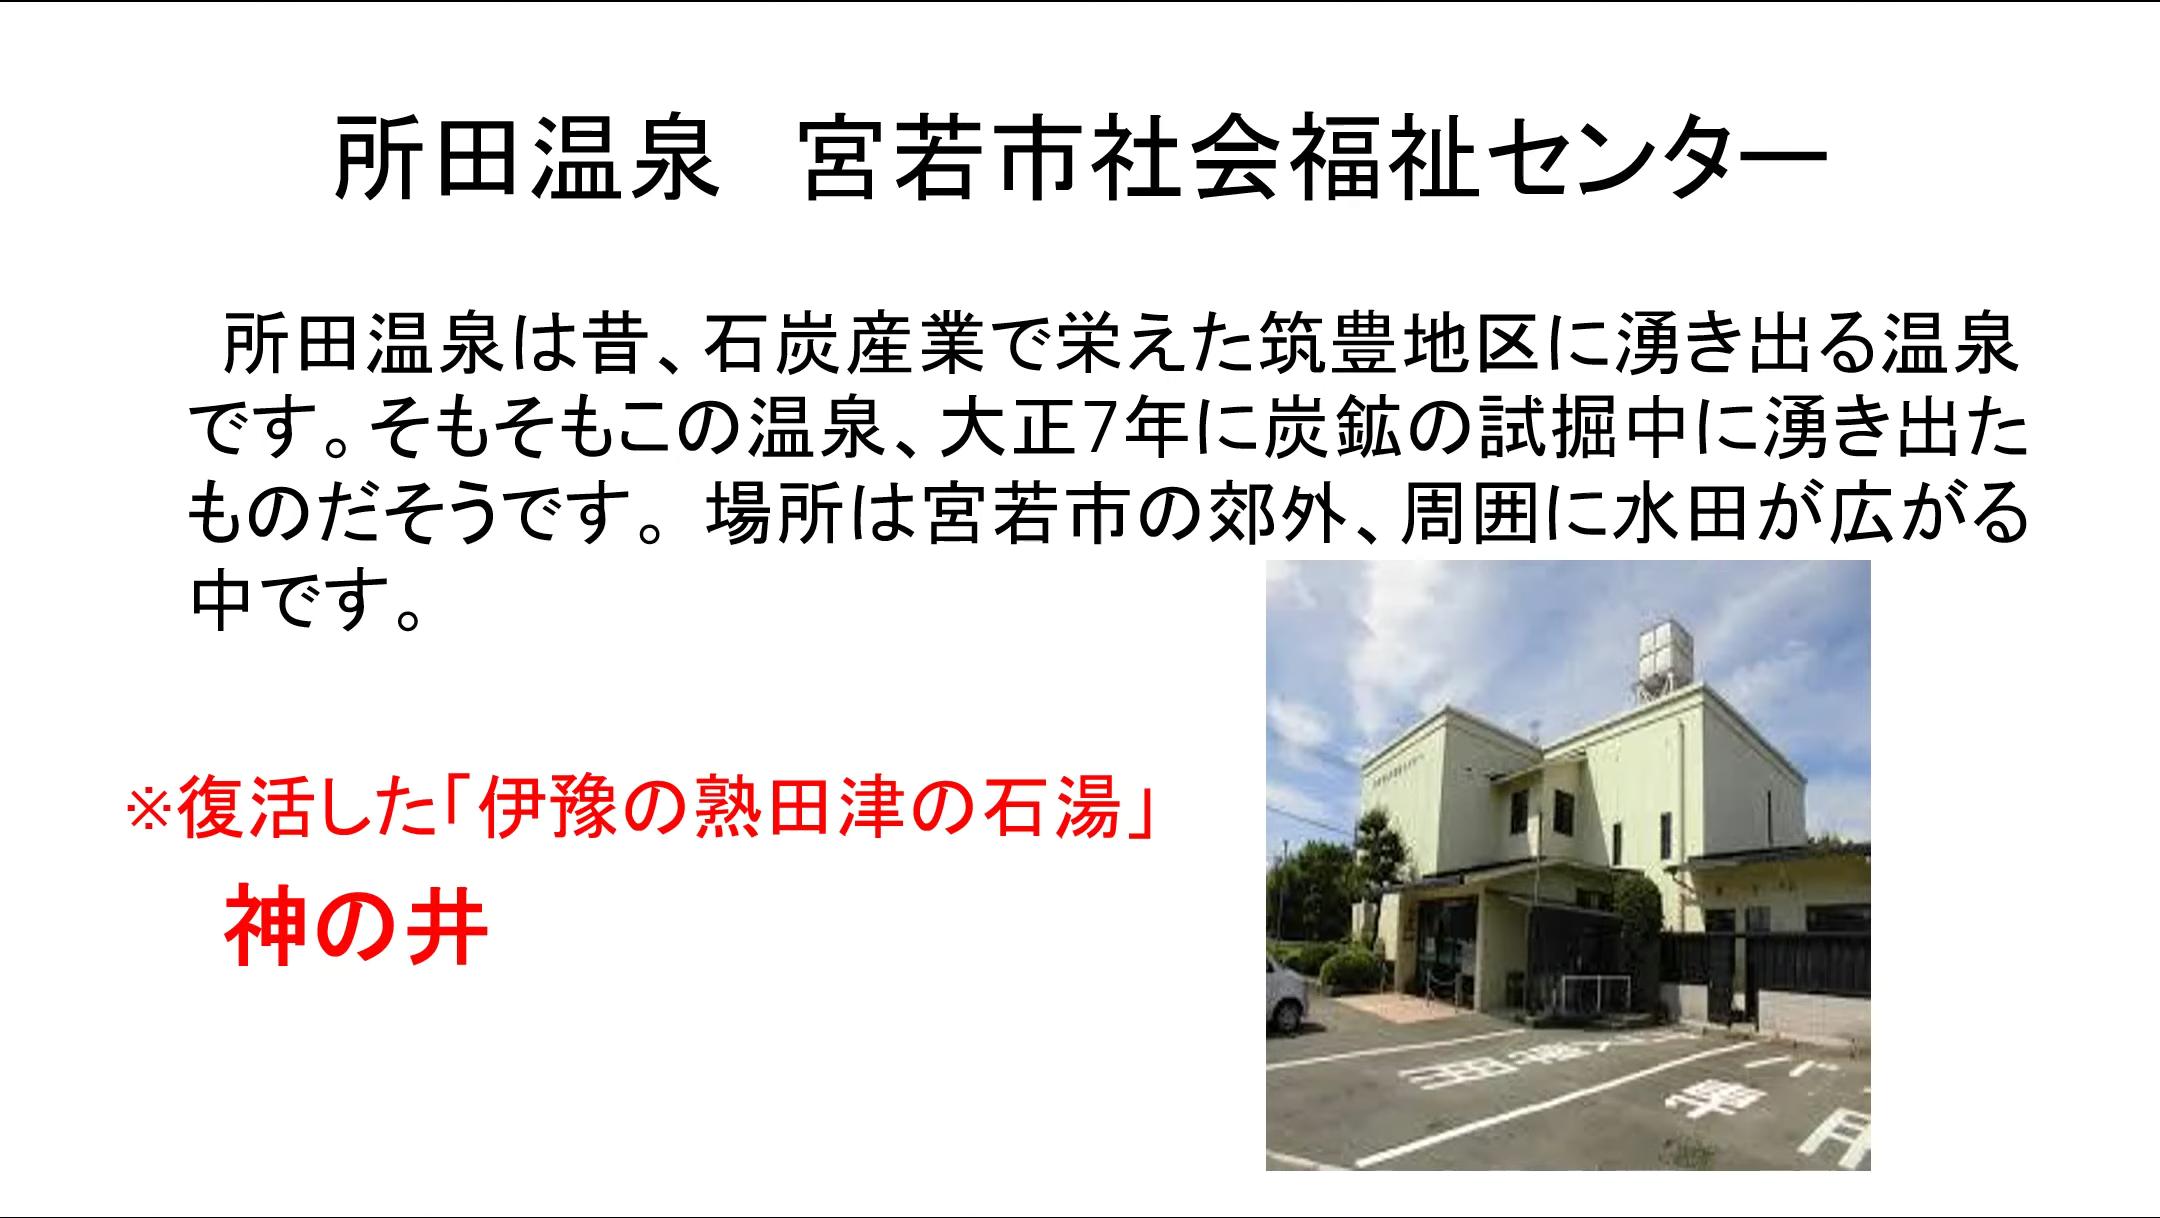 所田温泉　宮若市社会福祉センター
所田温泉は昔、石炭産業で栄えた筑豊地区に湧き出る温泉
です。そもそもこの温泉、大正7年に炭鉱の試掘中に湧き出た
ものだそうです。 場所は宮若市の郊外、周囲に水田が広がる
中です。
※復活した｢伊豫の熟田津の石湯」
神の井